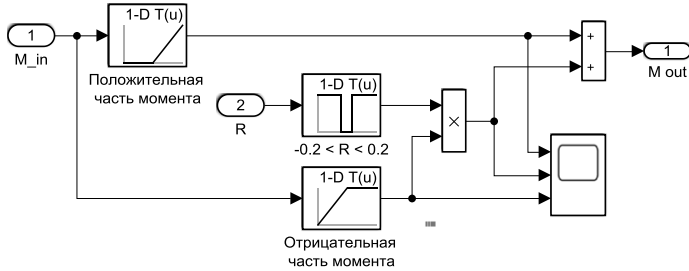 1-D T(u)
1
M_in
+
+
1
M out
Положительная
часть момента
1-D T(u)
2
R
×
-0.2 < R < 0.2
1-D T(u)
Отрицательная
часть момента